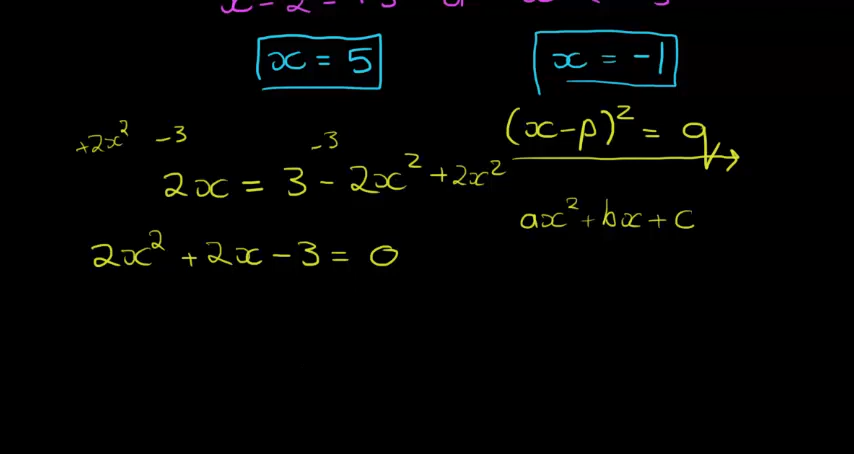 x = 5 x = -1
(x-p)² = q
+2x² -3 -3
2x = 3 - 2x² +2x²
ax² + bx + c
2x² + 2x - 3 = 0